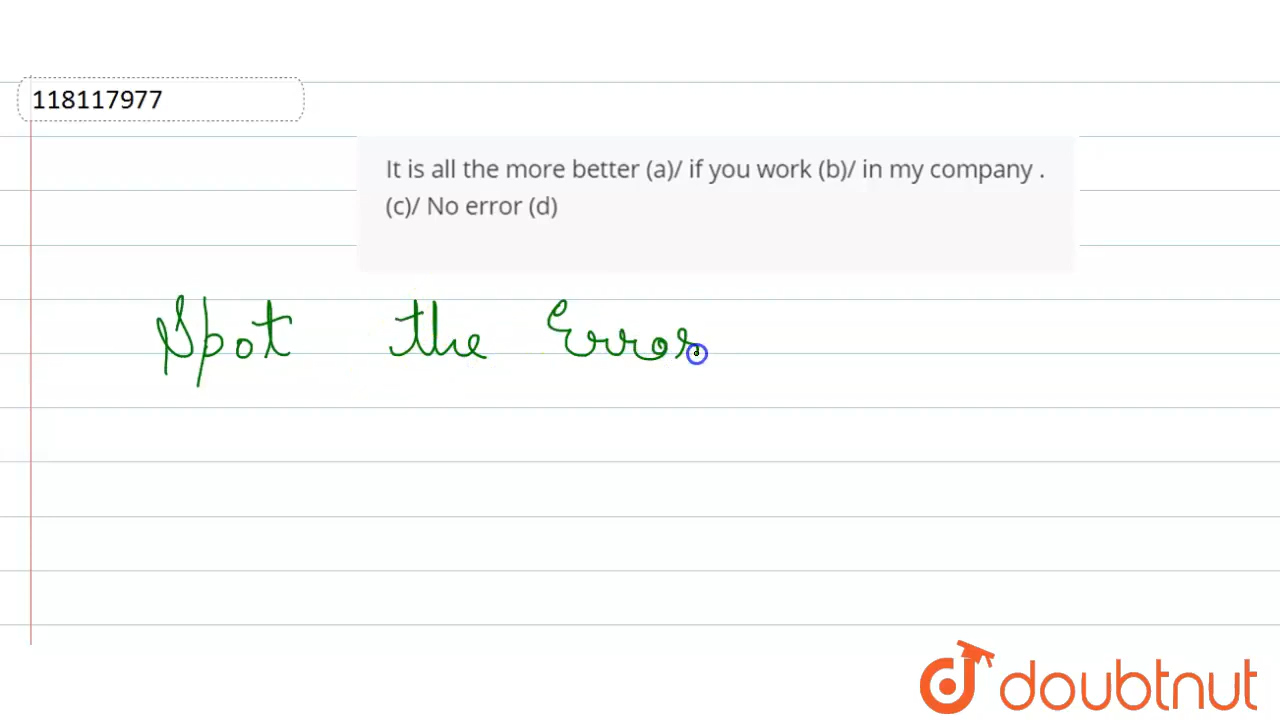 118117977
It is all the more better (a)/ if you work (b)/ in my company .
(c)/ No error (d)
Spot the Error
doubtnut